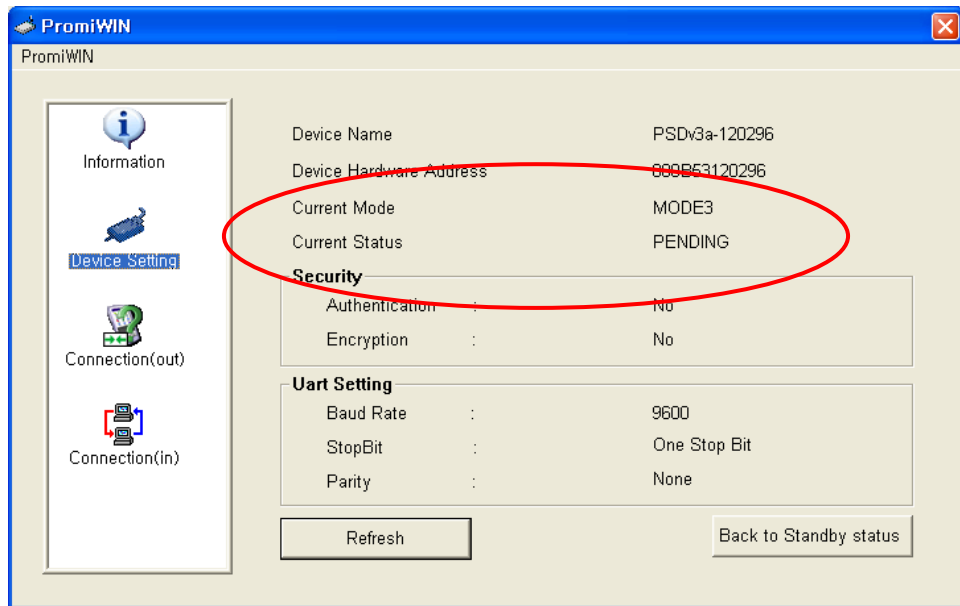 PromiWIN
PromiWIN
Information
Device Setting
Connection(out)
Connection(in)
Device Name PSDv3a-120296
Device Hardware Address 000B53120296
Current Mode MODE3
Current Status PENDING
Security
Authentication : No
Encryption : No
Uart Setting
Baud Rate : 9600
StopBit : One Stop Bit
Parity : None
Refresh
Back to Standby status